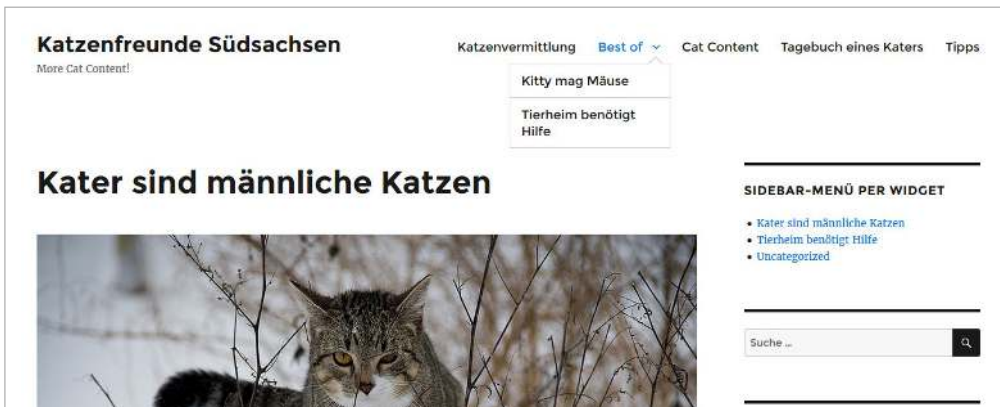 Katzenfreunde Südsachsen
More Cat Content!
Katzenvermittlung Best of Cat Content Tagebuch eines Katers Tipps
Kitty mag Mäuse
Tierheim benötigt
Hilfe
Kater sind männliche Katzen
SIDEBAR-MENÜ PER WIDGET
Kater sind männliche Katzen
Tierheim benötigt Hilfe
Uncategorized
Suche ...